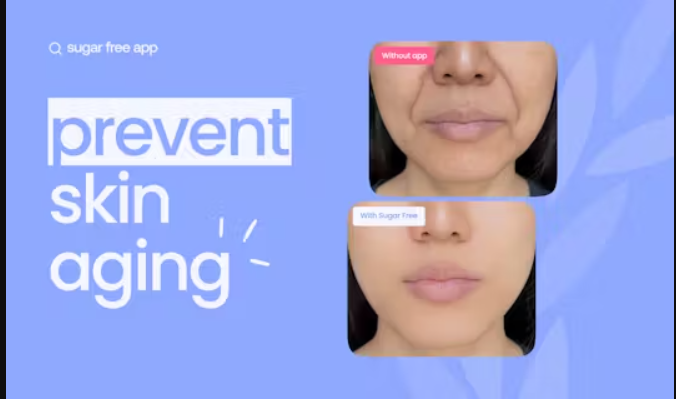 sugar free app
prevent
skin
aging
Without app
With Sugar Free